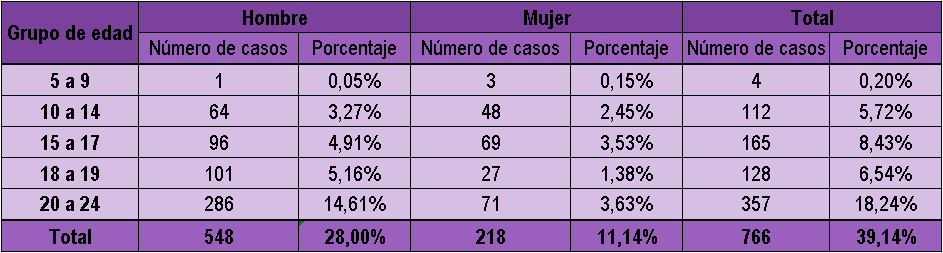 Grupo de edad Hombre Mujer Total
Número de casos Porcentaje Número de casos Porcentaje Número de casos Porcentaje
5 a 9 1 0,05% 3 0,15% 4 0,20%
10 a 14 64 3,27% 48 2,45% 112 5,72%
15 a 17 96 4,91% 69 3,53% 165 8,43%
18 a 19 101 5,16% 27 1,38% 128 6,54%
20 a 24 286 14,61% 71 3,63% 357 18,24%
Total 548 28,00% 218 11,14% 766 39,14%